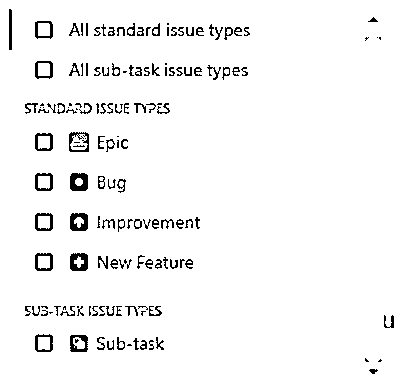 All standard issue types
All sub-task issue types
STANDARD ISSUE TYPES
Epic
Bug
Improvement
New Feature
SUB-TASK ISSUE TYPES
u
Sub-task